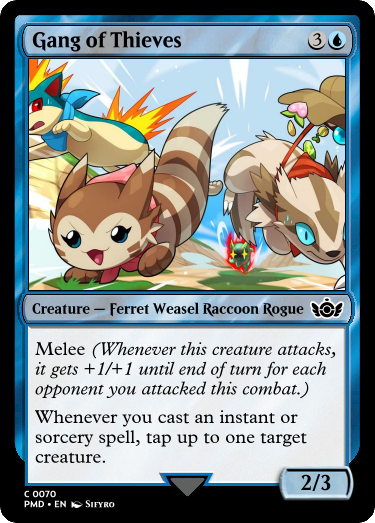 Gang of Thieves 3
Creature — Ferret Weasel Raccoon Rogue
Melee (Whenever this creature attacks,
it gets +1/+1 until end of turn for each
opponent you attacked this combat.)
Whenever you cast an instant or
sorcery spell, tap up to one target
creature.
2/3
C 0070
PMD • EN Sifyro